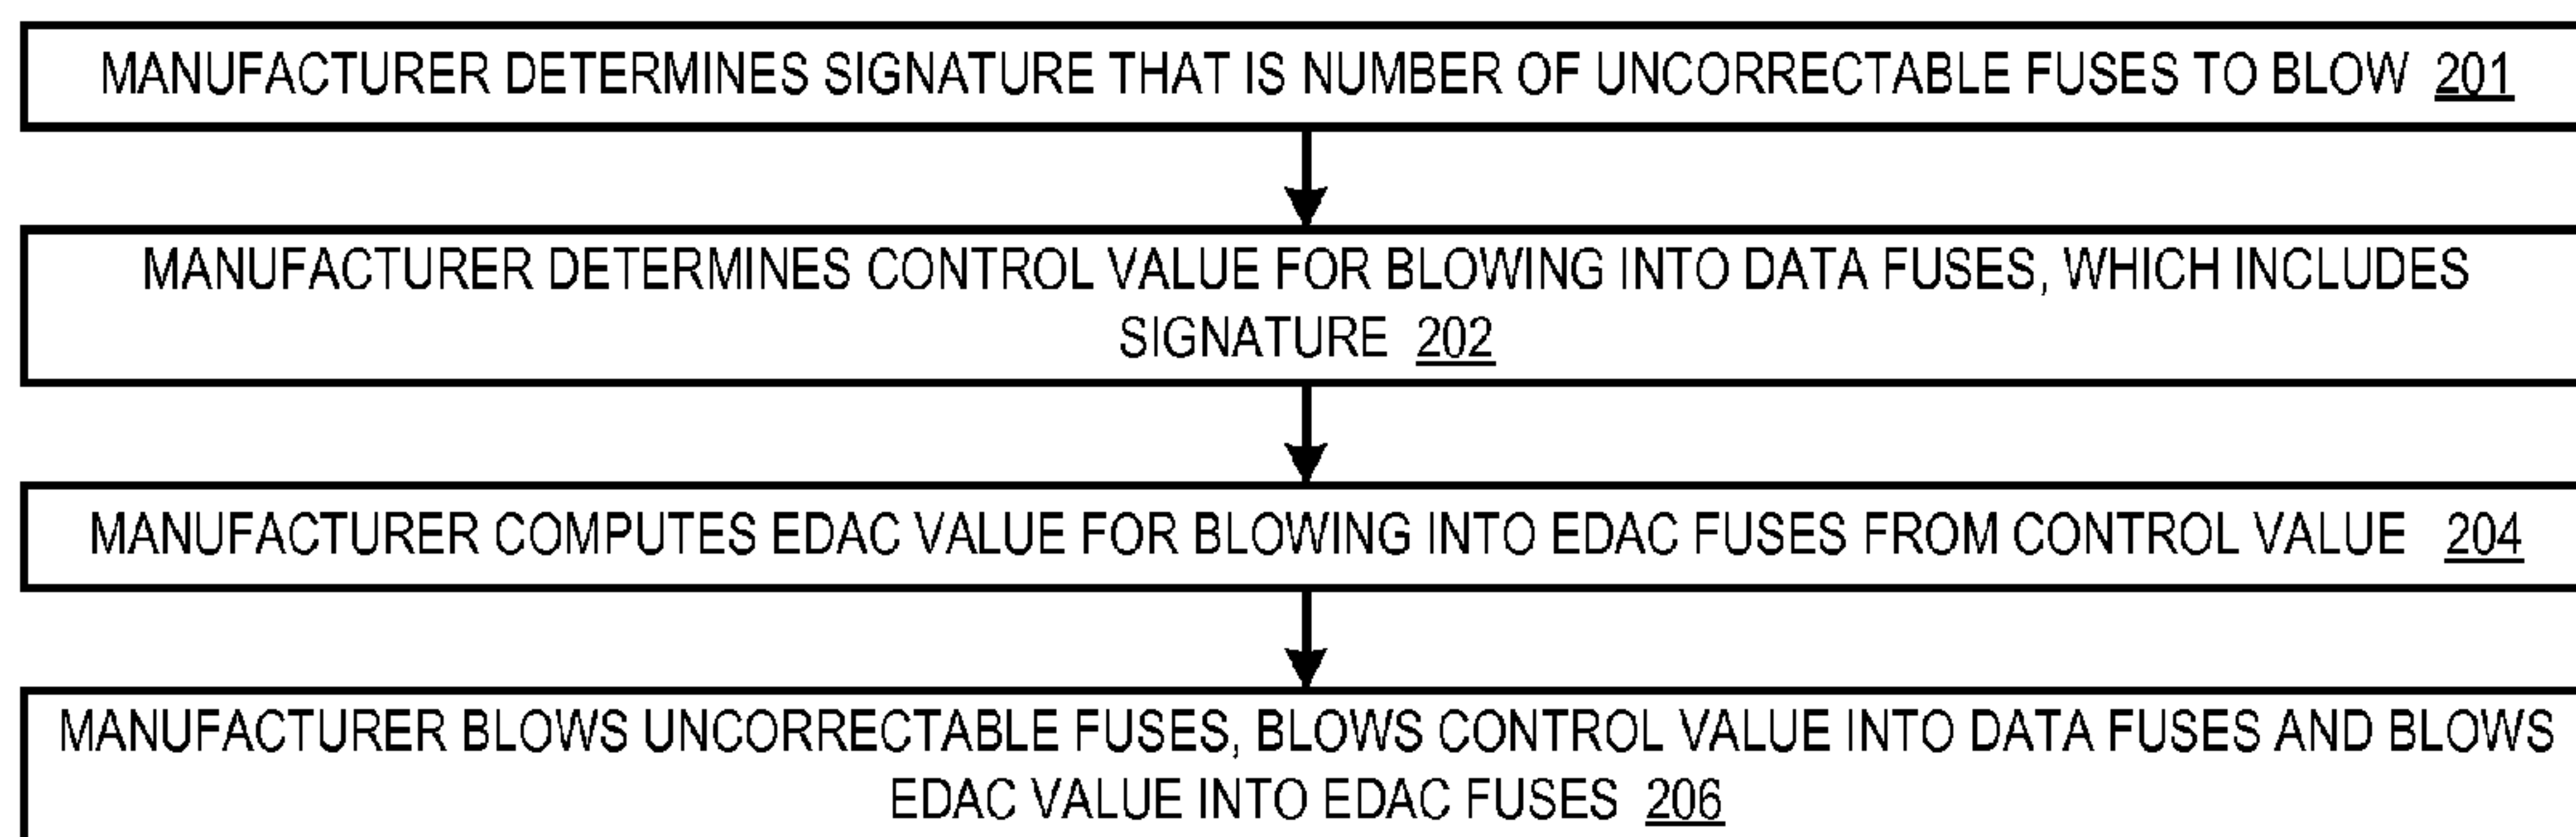 MANUFACTURER DETERMINES SIGNATURE THAT IS NUMBER OF UNCORRECTABLE FUSES TO BLOW 201
MANUFACTURER DETERMINES CONTROL VALUE FOR BLOWING INTO DATA FUSES, WHICH INCLUDES
SIGNATURE 202
MANUFACTURER COMPUTES EDAC VALUE FOR BLOWING INTO EDAC FUSES FROM CONTROL VALUE 204
MANUFACTURER BLOWS UNCORRECTABLE FUSES, BLOWS CONTROL VALUE INTO DATA FUSES AND BLOWS
EDAC VALUE INTO EDAC FUSES 206